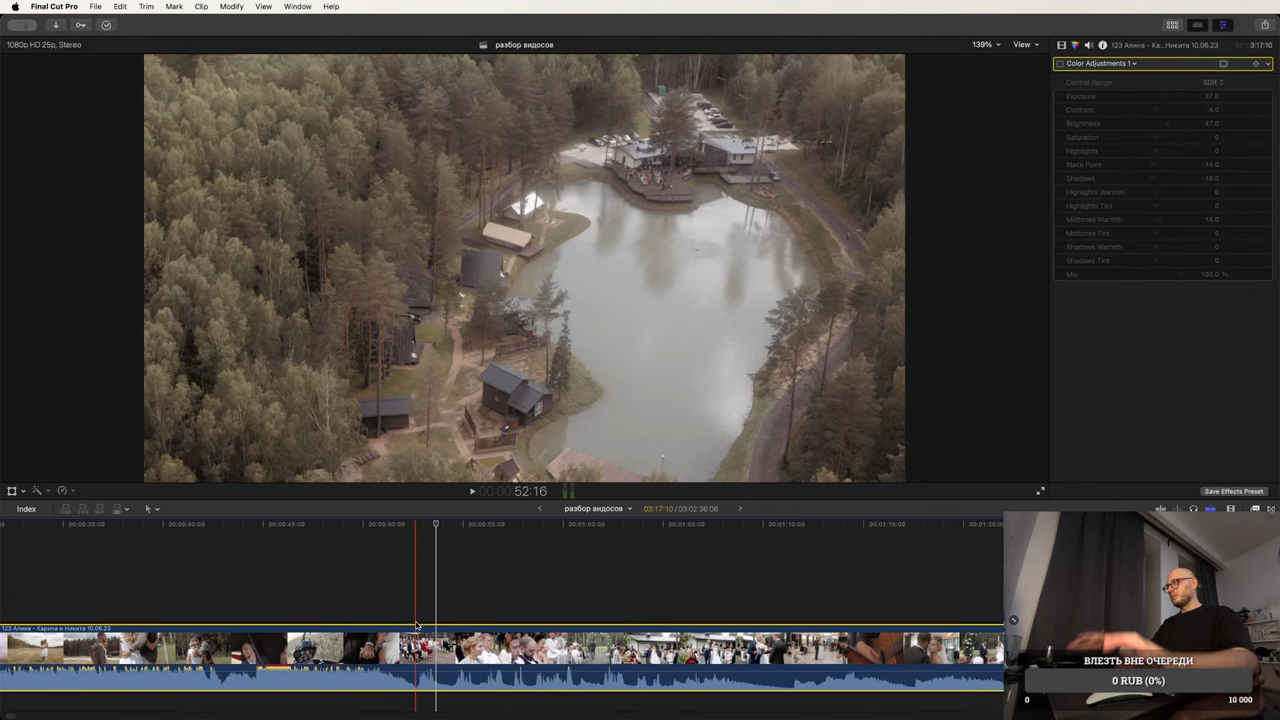 Final Cut Pro File Edit Trim Mark Clip Modify View Window Help
1080p HD 25p, Stereo
разбор видосов
139% View
123 Алина - Ка...Никита 10.06.23
3:17:10
Color Adjustments 1
Control Range SDR
Exposure 37.0
Contrast -4.0
Brightness 47.0
Saturation 0
Highlights 0
Black Point -14.0
Shadows -18.0
Highlights Warmth 0
Highlights Tint 0
Midtones Warmth 14.0
Midtones Tint 0
Shadows Warmth 0
Shadows Tint 0
Mix 100.0 %
00:00:52:16
Save Effects Preset
Index
разбор видосов
03:17:10 / 03:02:36:06
00:00:35:00 00:00:40:00 00:00:45:00 00:00:50:00 00:00:55:00 00:01:00:00 00:01:05:00 00:01:10:00 00:01:15:00 00:01:20:00
123 Алина - Карина и Никита 10.06.23
ВЛЕЗТЬ ВНЕ ОЧЕРЕДИ
0 RUB (0%)
0 10 000